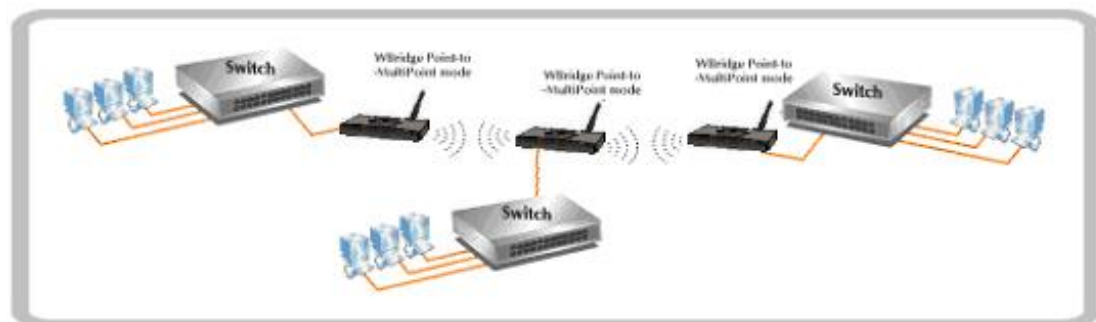 Switch
WBridge Point-to
-MultiPoint mode
WBridge Point-to
-MultiPoint mode
WBridge Point-to
-MultiPoint mode
Switch
Switch